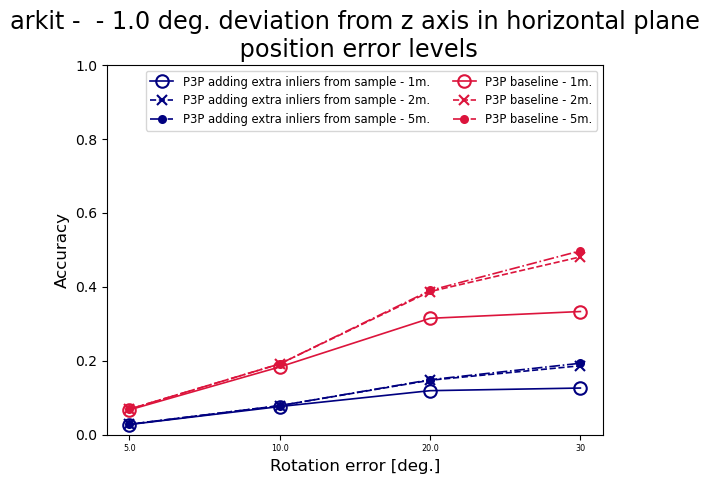 arkit -  - 1.0 deg. deviation from z axis in horizontal plane
position error levels
1.0
0.8
0.6
0.4
0.2
0.0
Accuracy
P3P adding extra inliers from sample - 1m.
P3P adding extra inliers from sample - 2m.
P3P adding extra inliers from sample - 5m.
P3P baseline - 1m.
P3P baseline - 2m.
P3P baseline - 5m.
5.0 10.0 20.0 30
Rotation error [deg.]